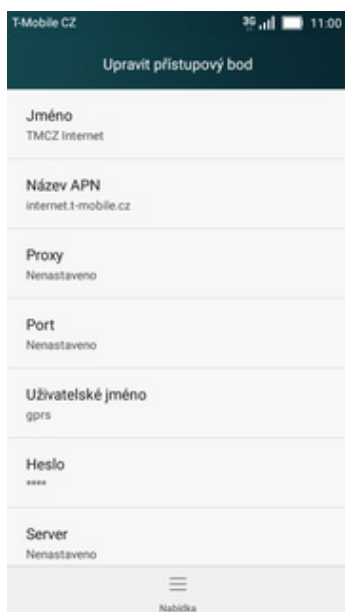 T-Mobile CZ 3G 11:00
Upravit přístupový bod
Jméno
TMCZ Internet
Název APN
internet.t-mobile.cz
Proxy
Nenastaveno
Port
Nenastaveno
Uživatelské jméno
gprs
Heslo
****
Server
Nenastaveno
Nabídka